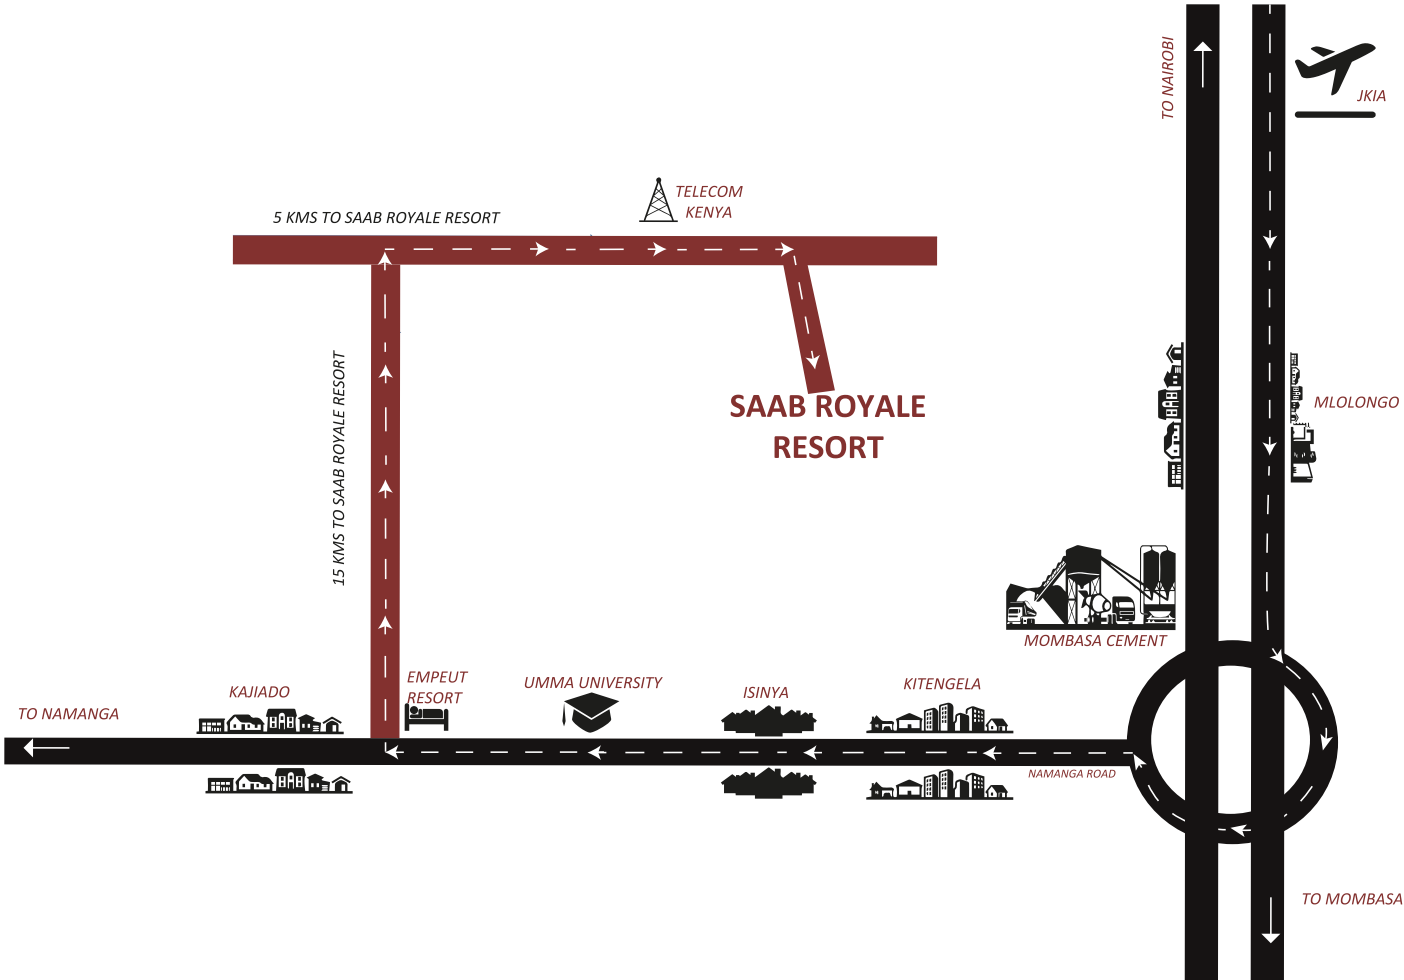 TO NAIROBI
JKIA
TELECOM
KENYA
5 KMS TO SAAB ROYALE RESORT
15 KMS TO SAAB ROYALE RESORT
SAAB ROYALE
RESORT
MLOLONGO
MOMBASA CEMENT
EMPEUT
RESORT
UMMA UNIVERSITY
ISINYA
KITENGELA
KAJIADO
TO NAMANGA
NAMANGA ROAD
TO MOMBASA